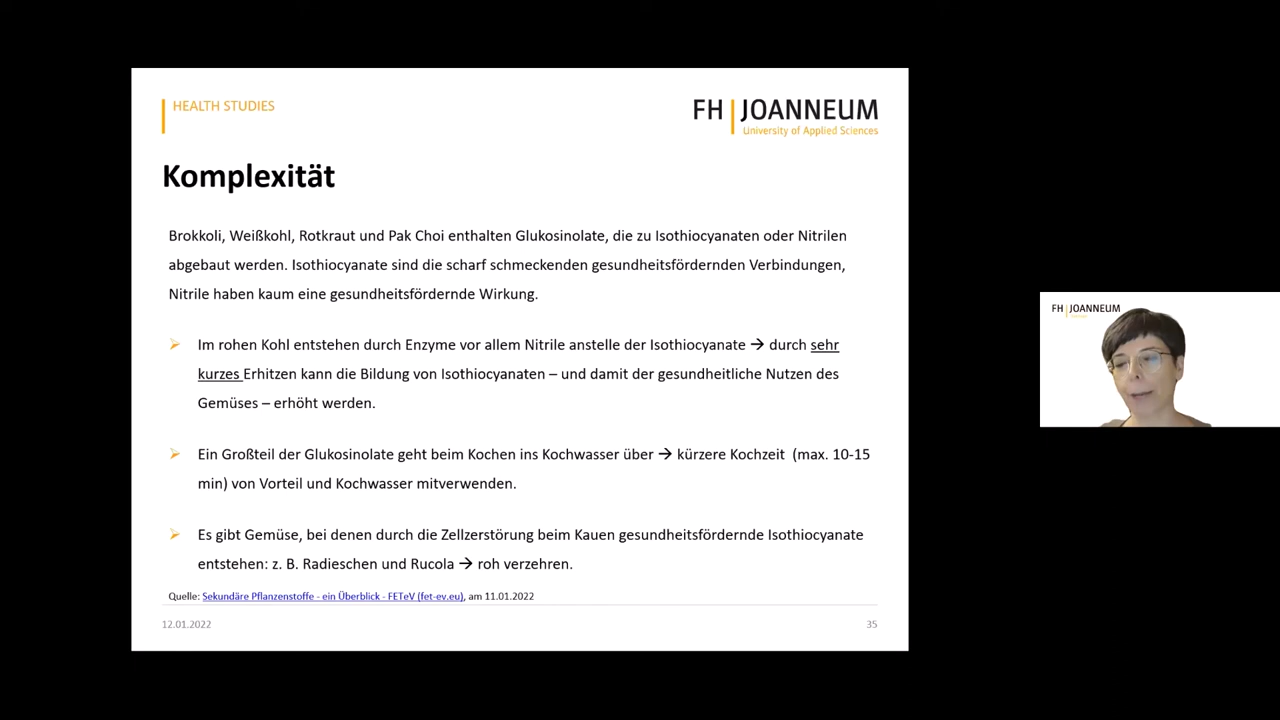 HEALTH STUDIES
FH JOANNEUM
University of Applied Sciences
Komplexität
Brokkoli, Weißkohl, Rotkraut und Pak Choi enthalten Glukosinolate, die zu Isothiocyanaten oder Nitrilen
abgebaut werden. Isothiocyanate sind die scharf schmeckenden gesundheitsfördernden Verbindungen,
Nitrile haben kaum eine gesundheitsfördernde Wirkung.
➢ Im rohen Kohl entstehen durch Enzyme vor allem Nitrile anstelle der Isothiocyanate → durch sehr
kurzes Erhitzen kann die Bildung von Isothiocyanaten – und damit der gesundheitliche Nutzen des
Gemüses – erhöht werden.
➢ Ein Großteil der Glukosinolate geht beim Kochen ins Kochwasser über → kürzere Kochzeit (max. 10-15
min) von Vorteil und Kochwasser mitverwenden.
➢ Es gibt Gemüse, bei denen durch die Zellzerstörung beim Kauen gesundheitsfördernde Isothiocyanate
entstehen: z. B. Radieschen und Rucola → roh verzehren.
Quelle: Sekundäre Pflanzenstoffe - ein Überblick - FETeV (fet-ev.eu), am 11.01.2022
12.01.2022
35
FH JOANNEUM